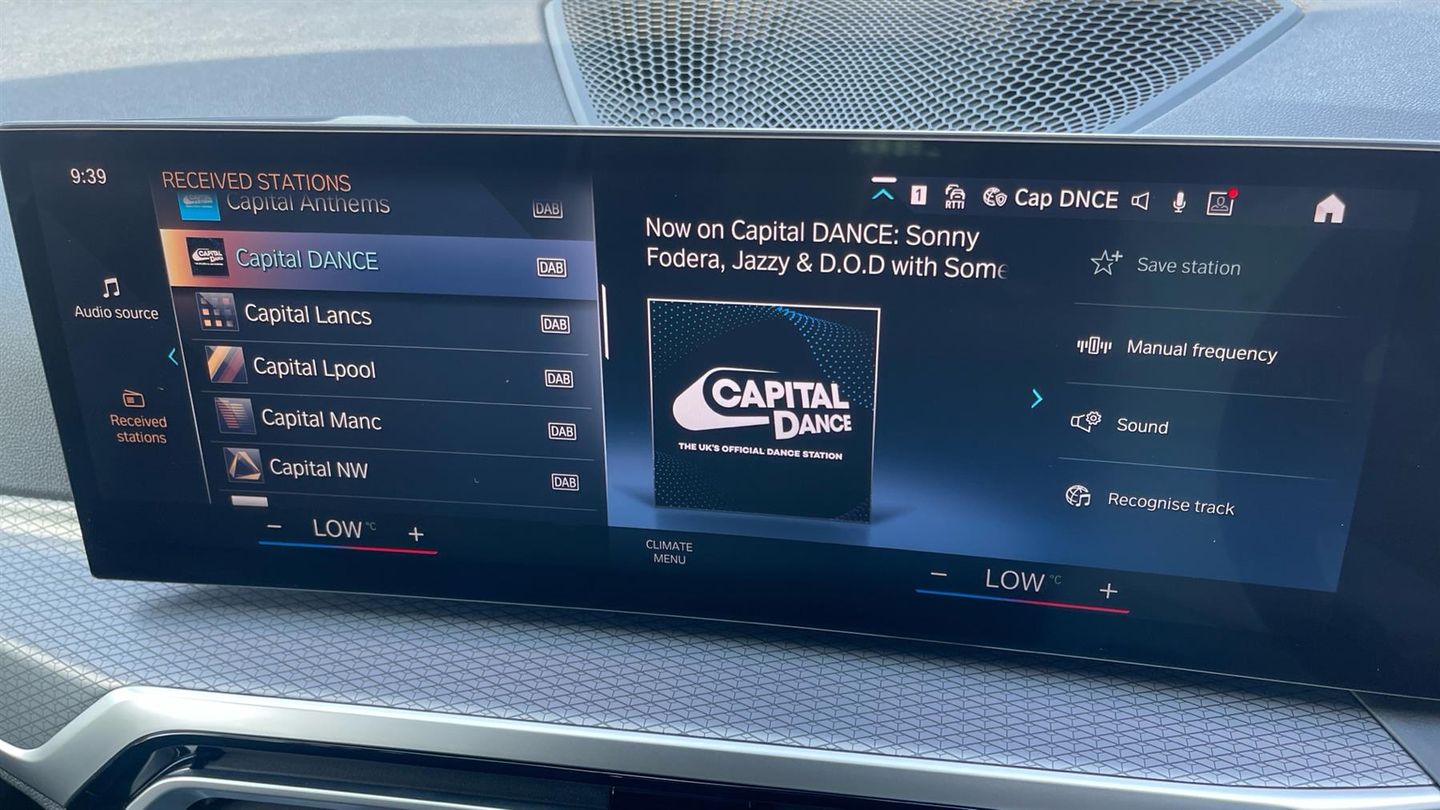 9:39
RECEIVED STATIONS
Capital Anthems DAB
Capital DANCE DAB
Capital Lancs DAB
Capital Lpool DAB
Capital Manc DAB
Capital NW DAB
Audio source
Received
stations
1 RTTI Cap DNCE
Now on Capital DANCE: Sonny
Fodera, Jazzy & D.O.D with Some
CAPITAL
DANCE
THE UK'S OFFICIAL DANCE STATION
Save station
Manual frequency
Sound
Recognise track
− LOW °C +
CLIMATE
MENU
− LOW °C +